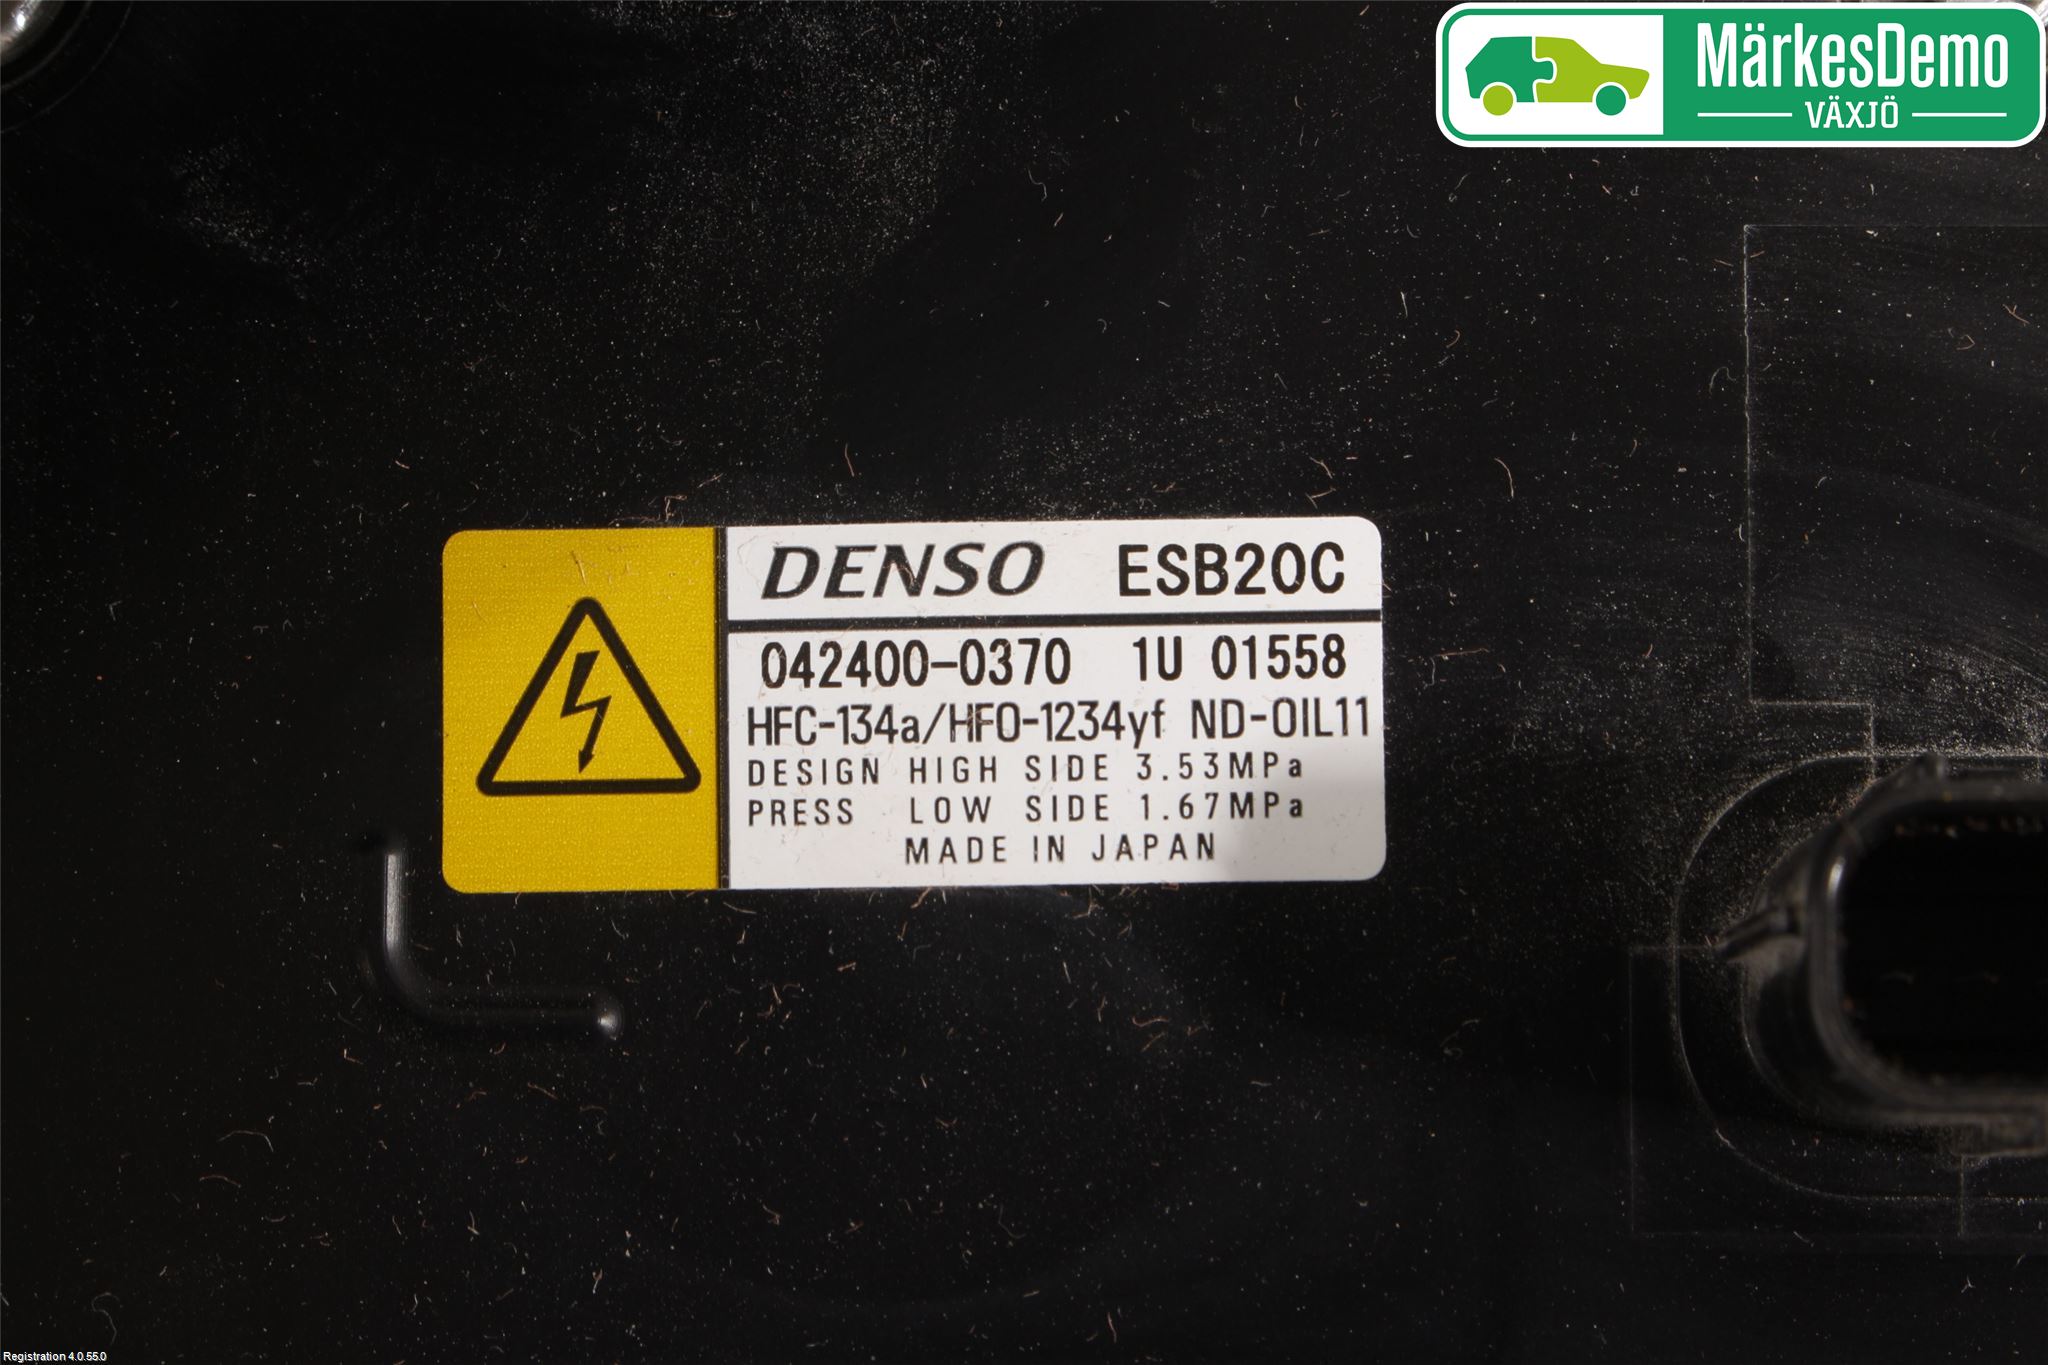 MärkesDemo
VÄXJÖ
DENSO ESB20C
042400-0370 1U 01558
HFC-134a/HFO-1234yf ND-OIL11
DESIGN HIGH SIDE 3.53MPa
PRESS LOW SIDE 1.67MPa
MADE IN JAPAN
Registration 4.0.55.0